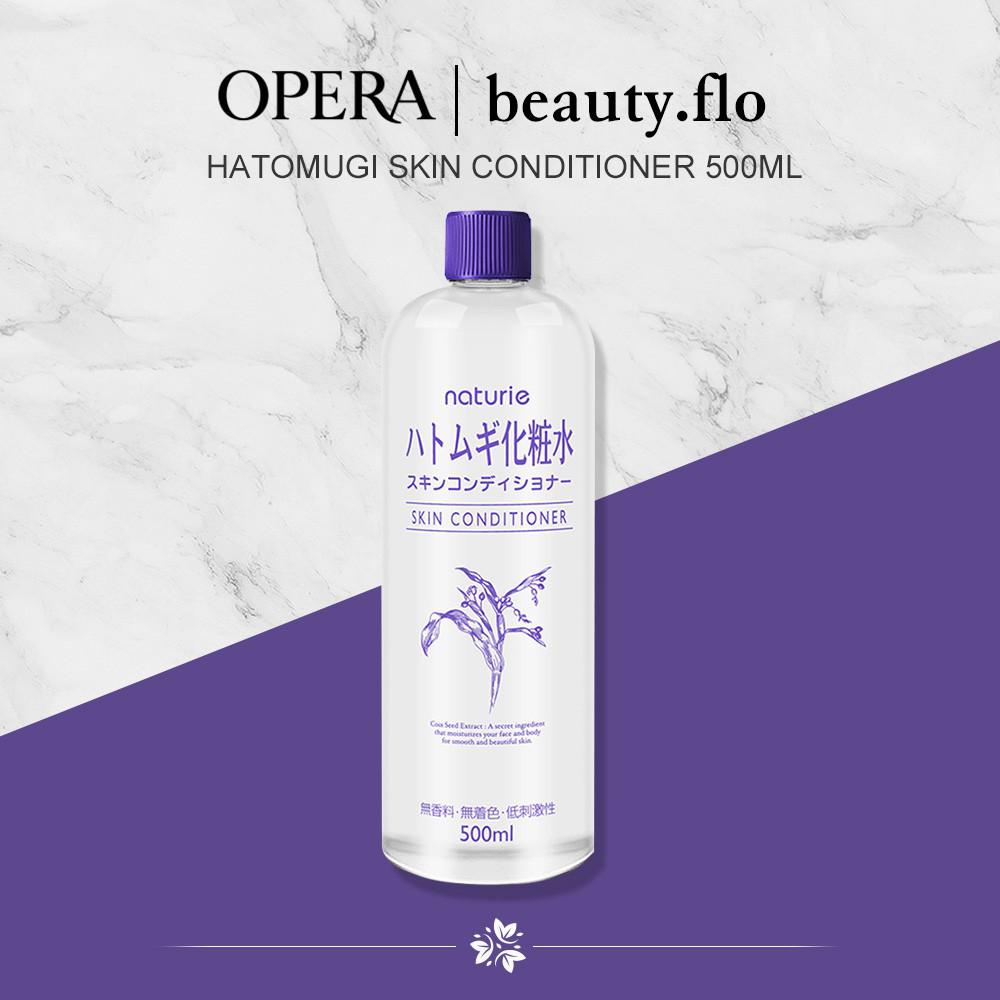 OPERA | beauty.flo
HATOMUGI SKIN CONDITIONER 500ML
naturie
ハトムギ化粧水
スキンコンディショナー
SKIN CONDITIONER
Coix Seed Extract : A secret ingredient
that moisturizes your face and body
for smooth and beautiful skin.
無香料・無着色・低刺激性
500ml